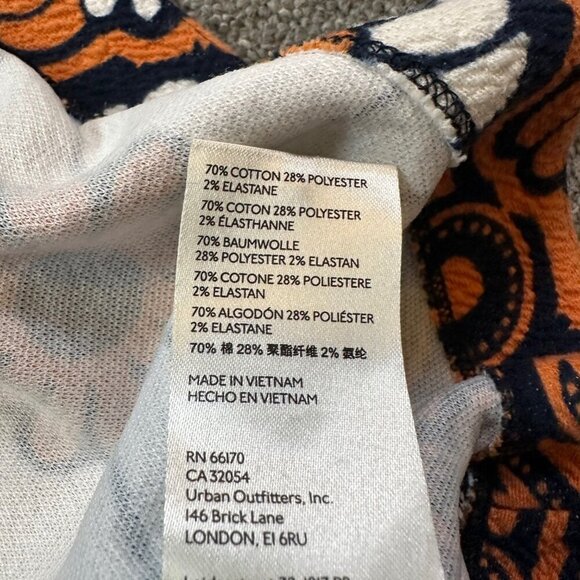 70% COTTON 28% POLYESTER
2% ELASTANE
70% COTON 28% POLYESTER
2% ÉLASTHANNE
70% BAUMWOLLE
28% POLYESTER 2% ELASTAN
70% COTONE 28% POLIESTERE
2% ELASTAN
70% ALGODÓN 28% POLIÉSTER
2% ELASTANE
70% 棉 28% 聚酯纤维 2% 氨纶
MADE IN VIETNAM
HECHO EN VIETNAM
RN 66170
CA 32054
Urban Outfitters, Inc.
146 Brick Lane
LONDON, E1 6RU